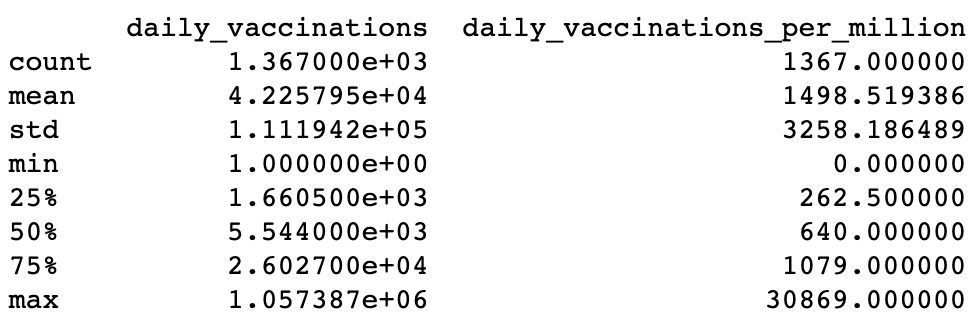 daily_vaccinations daily_vaccinations_per_million
count 1.367000e+03 1367.000000
mean 4.225795e+04 1498.519386
std 1.111942e+05 3258.186489
min 1.000000e+00 0.000000
25% 1.660500e+03 262.500000
50% 5.544000e+03 640.000000
75% 2.602700e+04 1079.000000
max 1.057387e+06 30869.000000